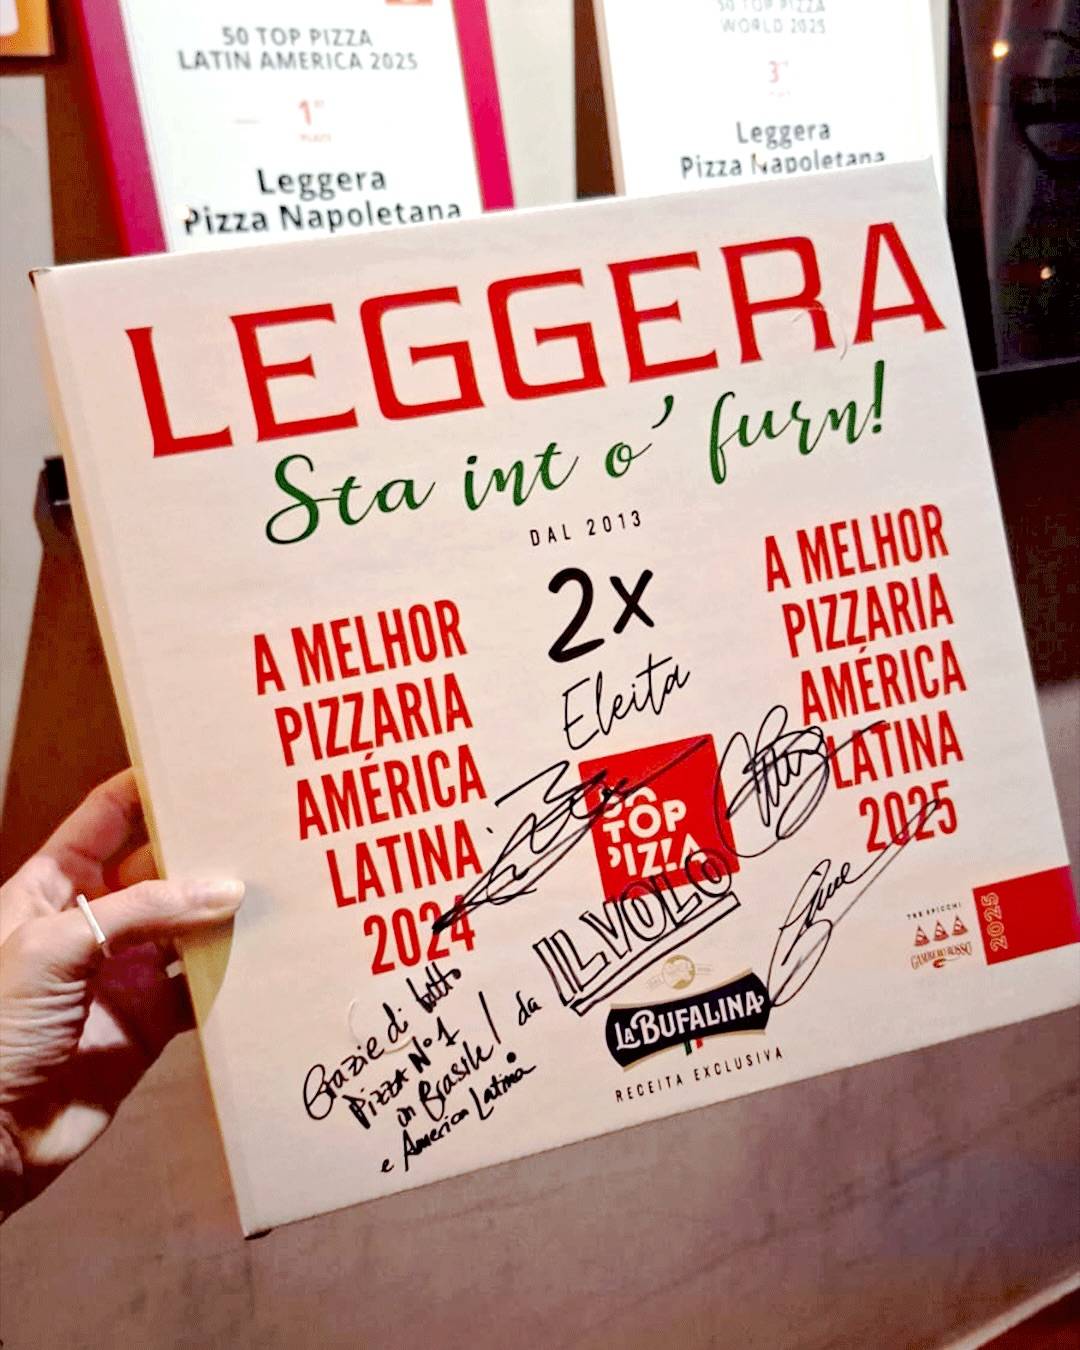 50 TOP PIZZA
LATIN AMERICA 2025
1st
PLACE
Leggera
Pizza Napoletana
50 TOP PIZZA
WORLD 2025
3rd
Leggera
Pizza Napoletana
LEGGERA
Sta int o' furn!
DAL 2013
2x
Eleita
A MELHOR
PIZZARIA
AMÉRICA
LATINA
2024
A MELHOR
PIZZARIA
AMÉRICA
LATINA
2025
50
TOP
PIZZA
IL VOLO
Grazie di tutto
Pizza N°1
in Brasile! da
e America Latina
LA BUFALINA
RECEITA EXCLUSIVA
TRE SPICCHI
GAMBERO ROSSO
2025